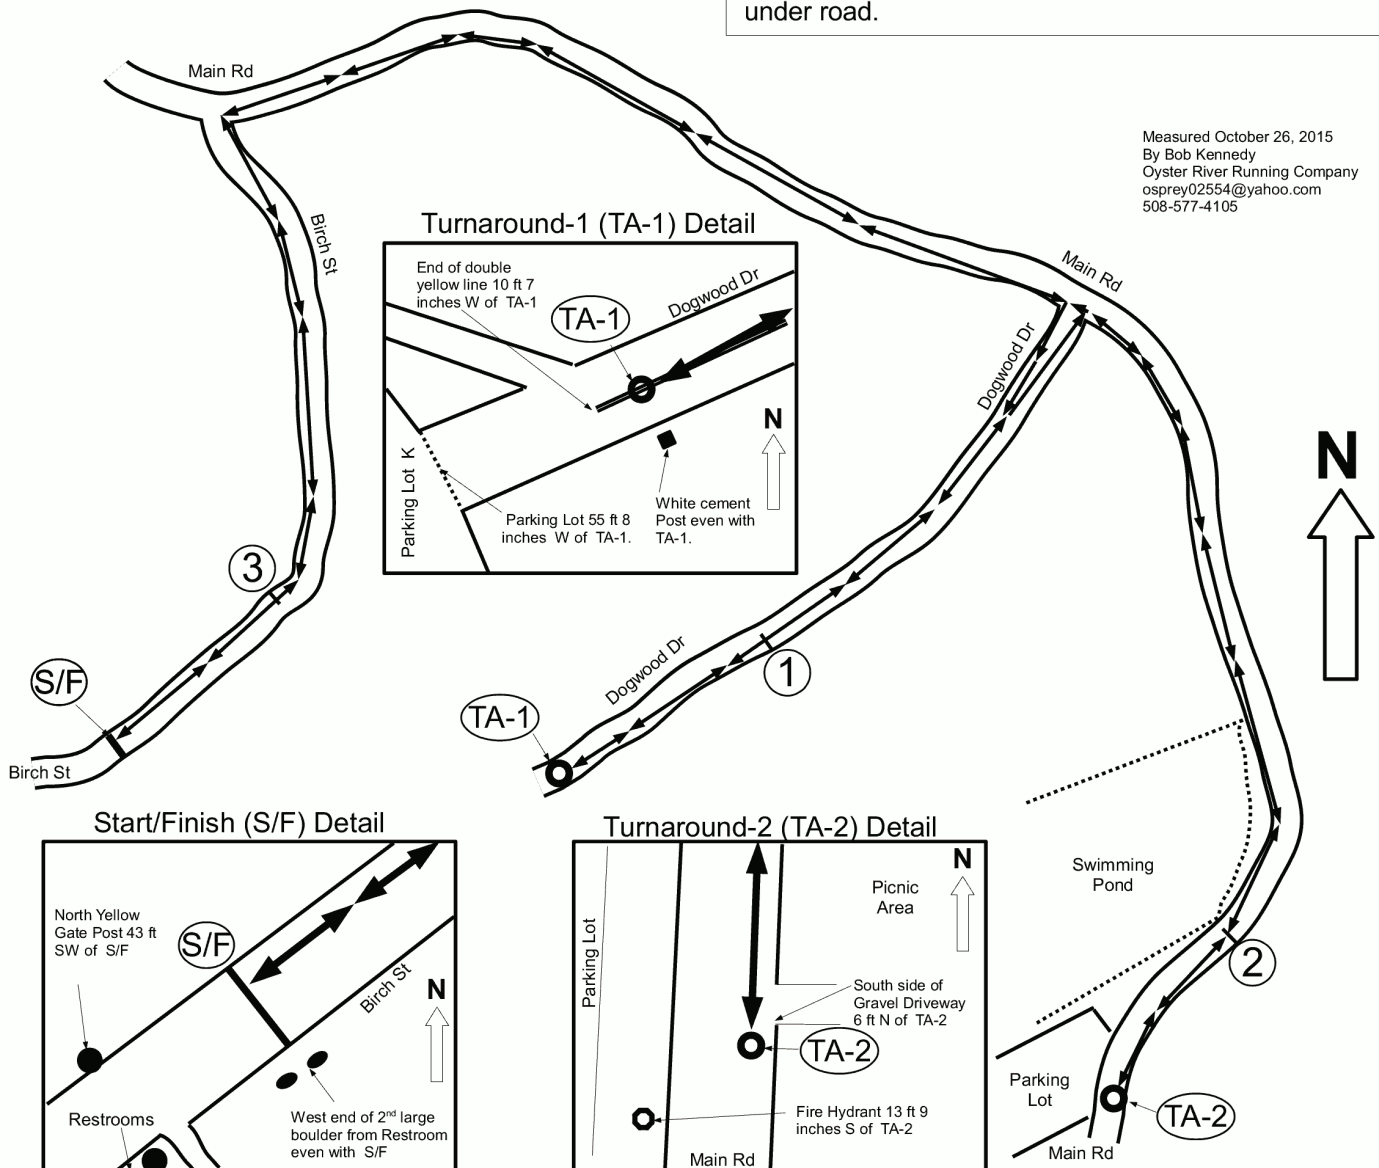 under road.
Main Rd
Measured October 26, 2015
By Bob Kennedy
Oyster River Running Company
osprey02554@yahoo.com
508-577-4105
Birch St
Turnaround-1 (TA-1) Detail
End of double
yellow line 10 ft 7
inches W of TA-1
Dogwood Dr
TA-1
N
Parking Lot K
Parking Lot 55 ft 8
inches W of TA-1.
White cement
Post even with
TA-1.
Main Rd
Dogwood Dr
N
3
S/F
Birch St
Dogwood Dr
1
TA-1
Swimming
Pond
2
Parking
Lot
TA-2
Main Rd
Start/Finish (S/F) Detail
North Yellow
Gate Post 43 ft
SW of S/F
S/F
Birch St
N
Restrooms
West end of 2nd large
boulder from Restroom
even with S/F
Turnaround-2 (TA-2) Detail
N
Picnic
Area
Parking Lot
South side of
Gravel Driveway
6 ft N of TA-2
TA-2
Fire Hydrant 13 ft 9
inches S of TA-2
Main Rd